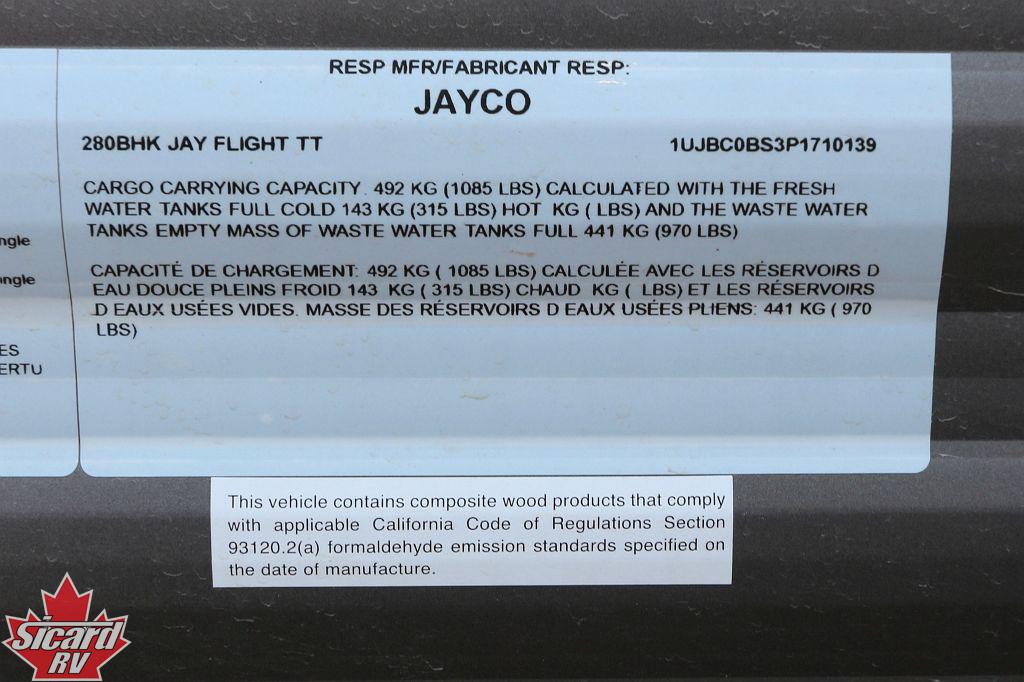 RESP MFR/FABRICANT RESP:
JAYCO
280BHK JAY FLIGHT TT 1UJBC0BS3P1710139
CARGO CARRYING CAPACITY. 492 KG (1085 LBS) CALCULATED WITH THE FRESH
WATER TANKS FULL COLD 143 KG (315 LBS) HOT KG ( LBS) AND THE WASTE WATER
TANKS EMPTY MASS OF WASTE WATER TANKS FULL 441 KG (970 LBS)
CAPACITÉ DE CHARGEMENT: 492 KG ( 1085 LBS) CALCULÉE AVEC LES RÉSERVOIRS D
EAU DOUCE PLEINS FROID 143 KG ( 315 LBS) CHAUD KG ( LBS) ET LES RÉSERVOIRS
D EAUX USÉES VIDES. MASSE DES RÉSERVOIRS D EAUX USÉES PLIENS: 441 KG ( 970
LBS)
ngle
ngle
ES
ERTU
This vehicle contains composite wood products that comply
with applicable California Code of Regulations Section
93120.2(a) formaldehyde emission standards specified on
the date of manufacture.
Sicard
RV